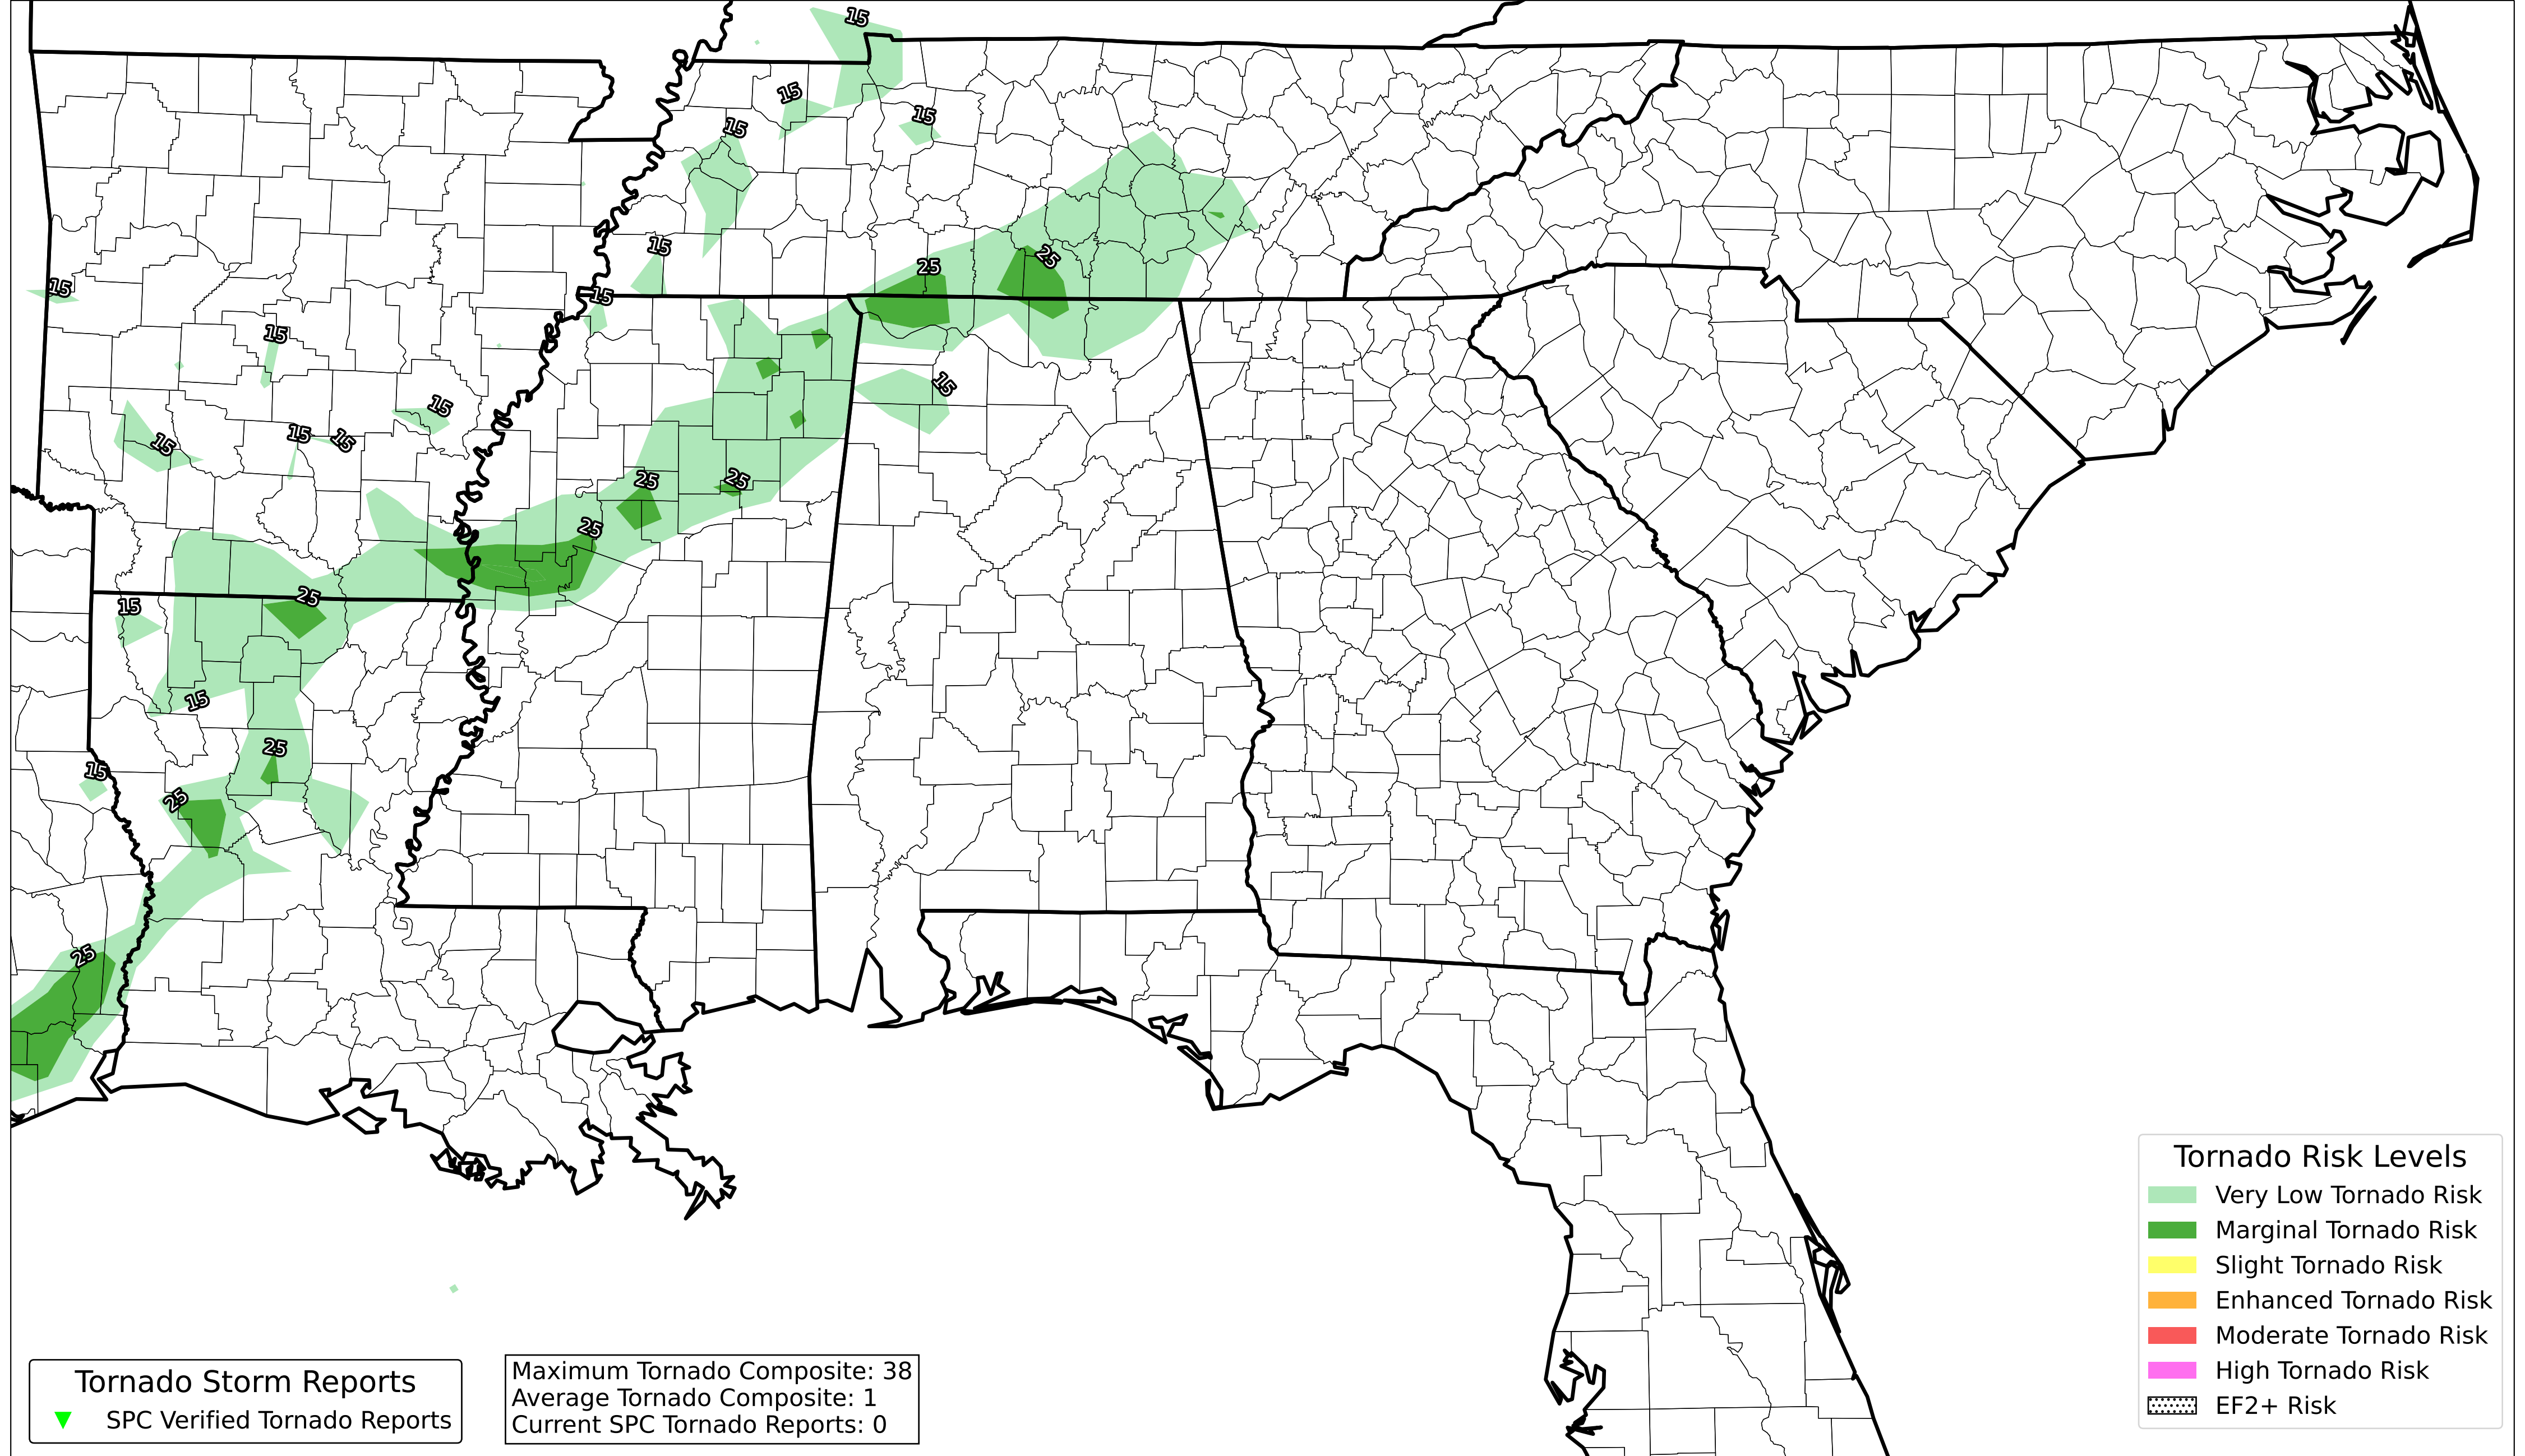 15
15
15
15
15
25
25
15
15
15
15
15
15
15
15
25
25
25
25
15
15
25
15
25
25
Tornado Risk Levels
Very Low Tornado Risk
Marginal Tornado Risk
Slight Tornado Risk
Enhanced Tornado Risk
Moderate Tornado Risk
High Tornado Risk
EF2+ Risk
Tornado Storm Reports
SPC Verified Tornado Reports
Maximum Tornado Composite: 38
Average Tornado Composite: 1
Current SPC Tornado Reports: 0